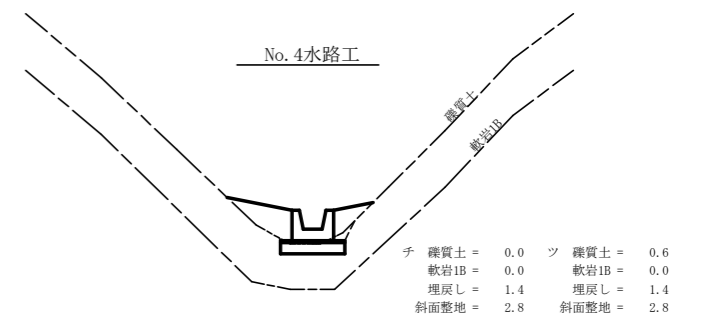 No.4水路工
礫質土
軟岩1B
チ 礫質土 = 0.0 ツ 礫質土 = 0.6
軟岩1B = 0.0 軟岩1B = 0.0
埋戻し = 1.4 埋戻し = 1.4
斜面整地 = 2.8 斜面整地 = 2.8